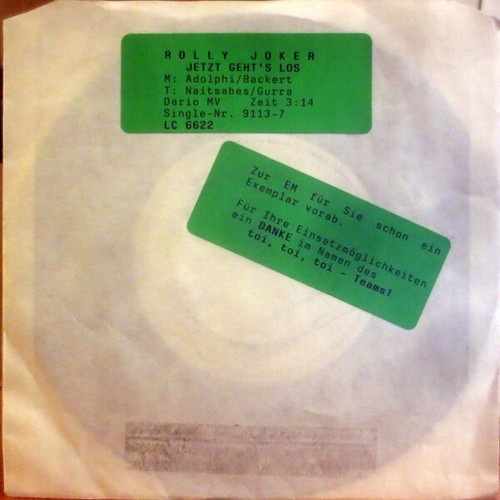 ROLLY JOKER
JETZT GEHT'S LOS
M: Adolphi/Backert
T: Naitsabes/Gurra
Dario MV Zeit 3:14
Single-Nr. 9113-7
LC 6622
Zur EM für Sie schon ein
Exemplar vorab.
Für Ihre Einsatzmöglichkeiten
ein DANKE im Namen des
toi, toi, toi - Teams!